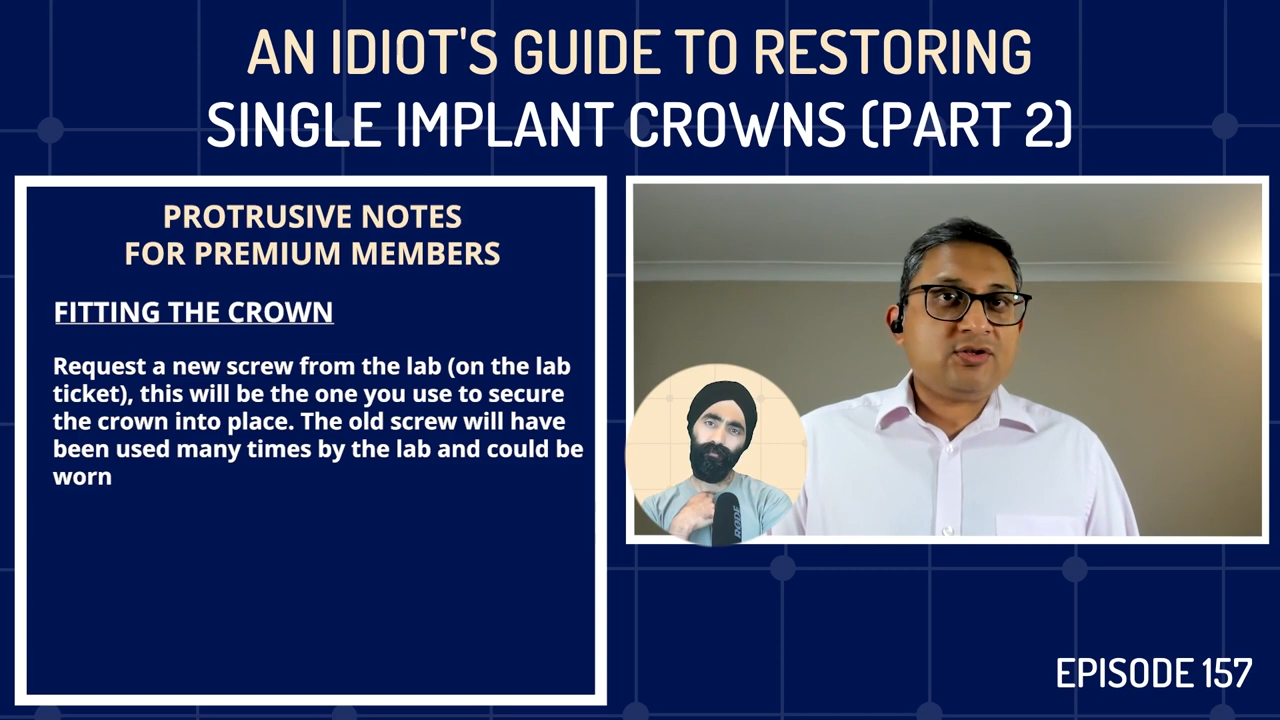 AN IDIOT'S GUIDE TO RESTORING
SINGLE IMPLANT CROWNS (PART 2)
PROTRUSIVE NOTES
FOR PREMIUM MEMBERS
FITTING THE CROWN
Request a new screw from the lab (on the lab
ticket), this will be the one you use to secure
the crown into place. The old screw will have
been used many times by the lab and could be
worn
RODE
EPISODE 157